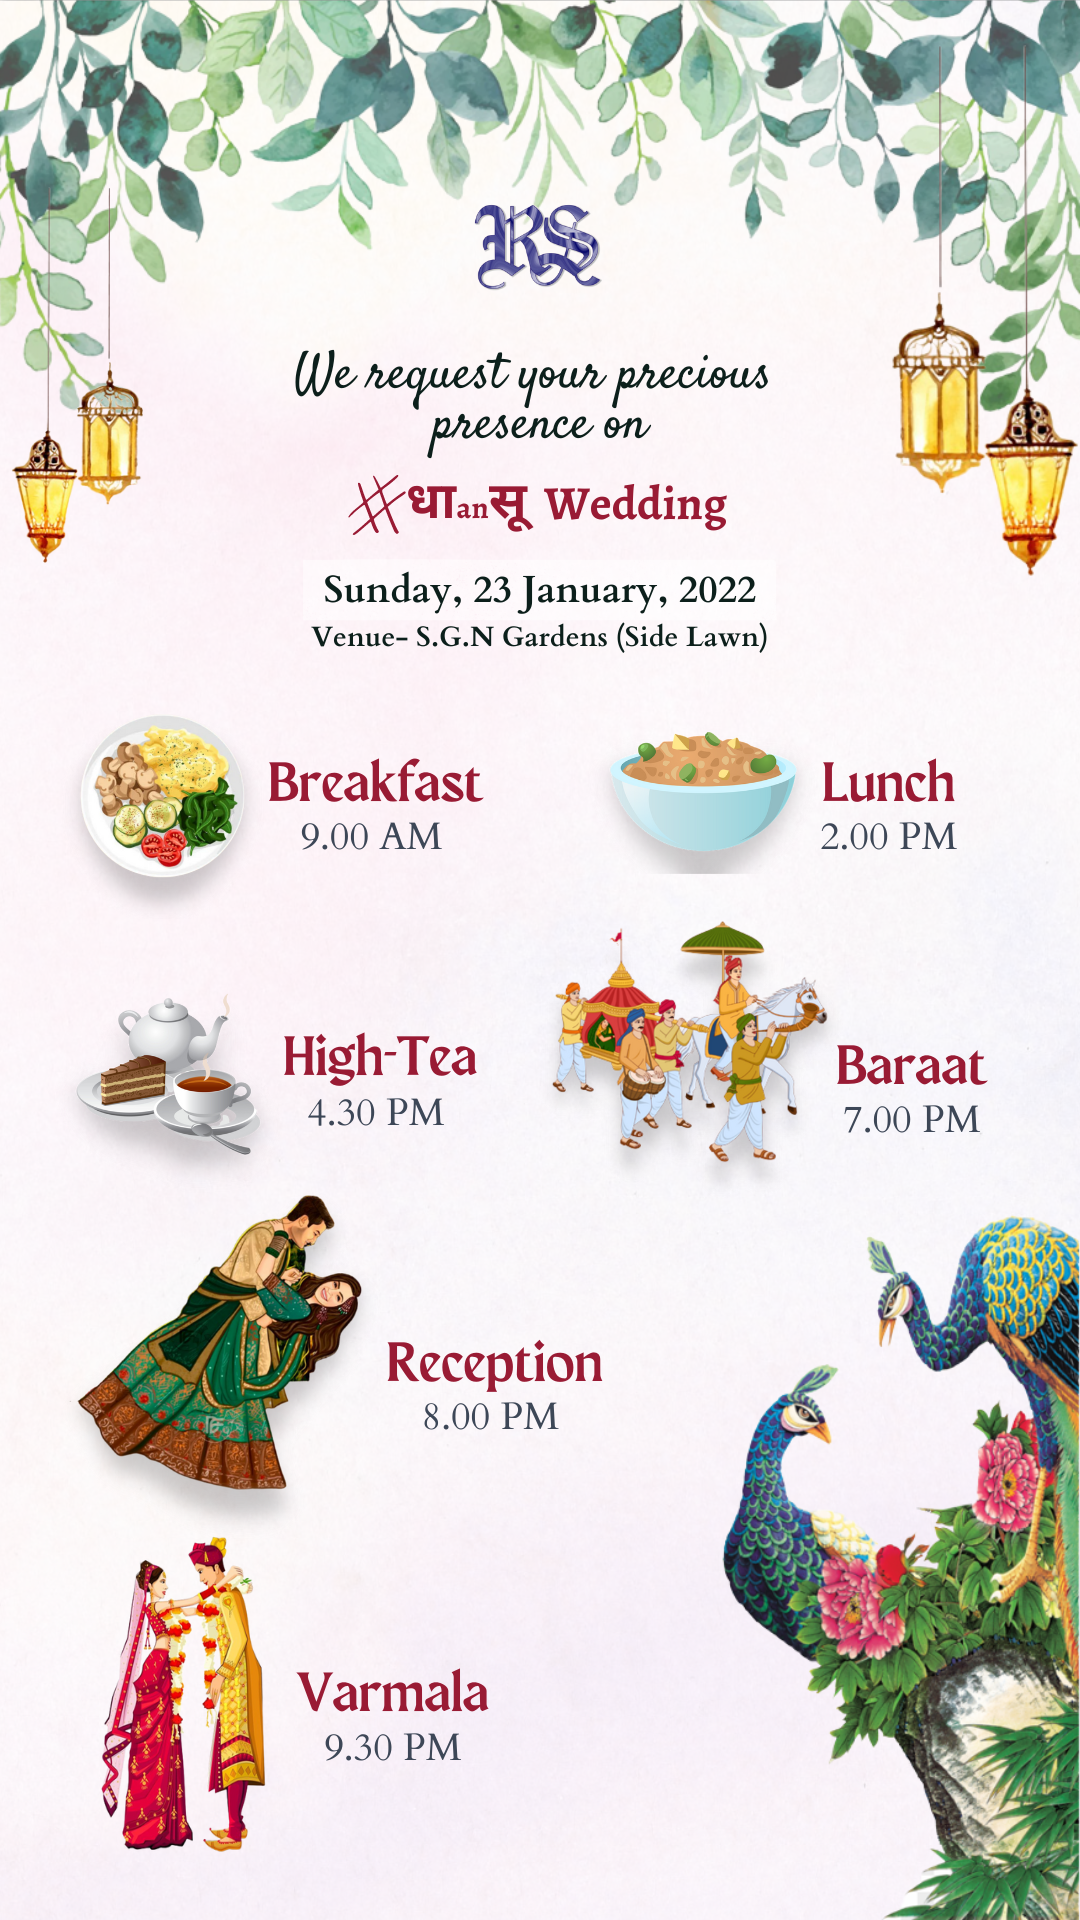 RS
We request your precious
presence on
#धाanसू Wedding
Sunday, 23 January, 2022
Venue- S.G.N Gardens (Side Lawn)
Breakfast
9.00 AM
Lunch
2.00 PM
High-Tea
4.30 PM
Baraat
7.00 PM
Reception
8.00 PM
Varmala
9.30 PM